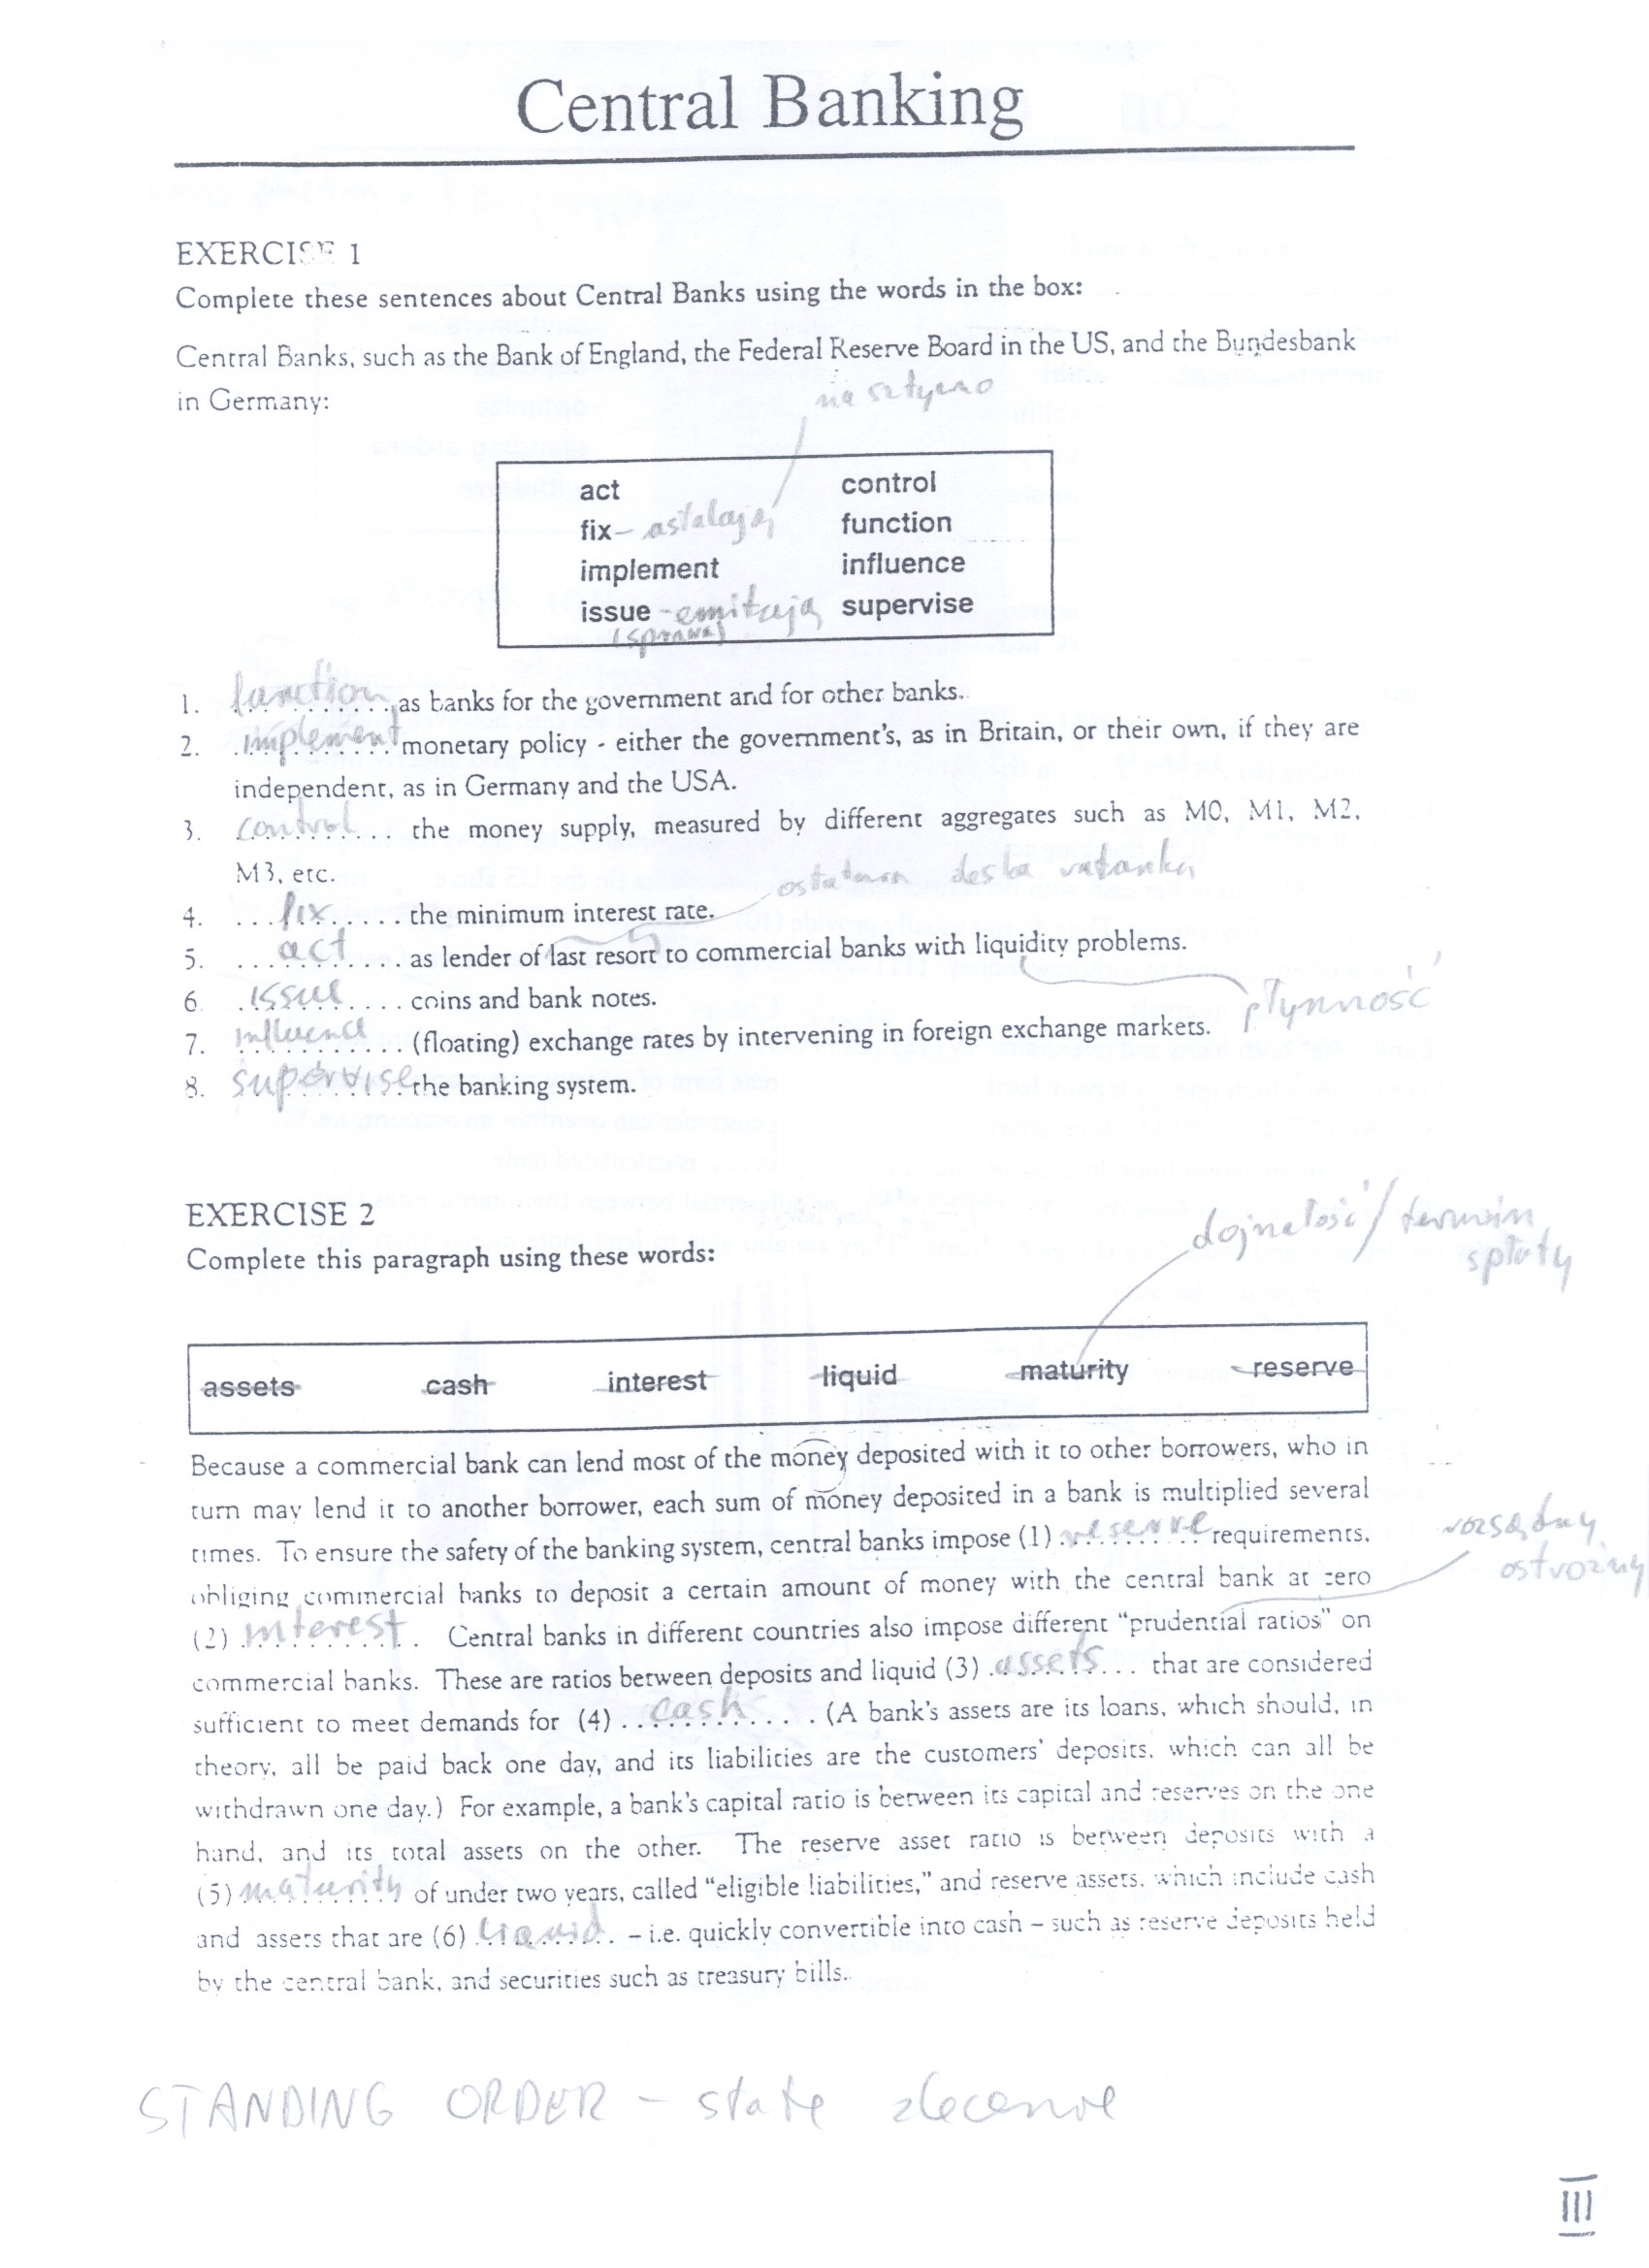 Central Banking
EXERCISE 1
Complete these sentences about Central Banks using the words in the box:
Central Banks, such as the Bank of England, the Federal Reserve Board in the US, and the Bundesbank
in Germany:
na sztywno
act control
fix – ustalają function
implement influence
issue - emitują supervise
(sprawa)
1. function as banks for the government and for other banks.
2. implement monetary policy - either the government's, as in Britain, or their own, if they are
independent, as in Germany and the USA.
3. control the money supply, measured by different aggregates such as M0, M1, M2,
M3, etc.
deska ratunku
4. fix the minimum interest rate.
5. act as lender of last resort to commercial banks with liquidity problems.
6. issue coins and bank notes.
płynność
7. influence (floating) exchange rates by intervening in foreign exchange markets.
8. supervise the banking system.
EXERCISE 2
dojrzałość / termin
spłaty
Complete this paragraph using these words:
assets cash interest liquid maturity reserve
Because a commercial bank can lend most of the money deposited with it to other borrowers, who in
turn may lend it to another borrower, each sum of money deposited in a bank is multiplied several
times. To ensure the safety of the banking system, central banks impose (1) reserve requirements,
rozsądny
ostrożny
obliging commercial banks to deposit a certain amount of money with the central bank at zero
(2) interest. Central banks in different countries also impose different "prudential ratios" on
commercial banks. These are ratios between deposits and liquid (3) assets that are considered
sufficient to meet demands for (4) cash. (A bank's assets are its loans, which should, in
theory, all be paid back one day, and its liabilities are the customers' deposits, which can all be
withdrawn one day.) For example, a bank's capital ratio is between its capital and reserves on the one
hand, and its total assets on the other. The reserve asset ratio is between deposits with a
(5) maturity of under two years, called "eligible liabilities," and reserve assets, which include cash
and assets that are (6) liquid – i.e. quickly convertible into cash – such as reserve deposits held
by the central bank, and securities such as treasury bills.
STANDING ORDER – stałe zlecenie
III